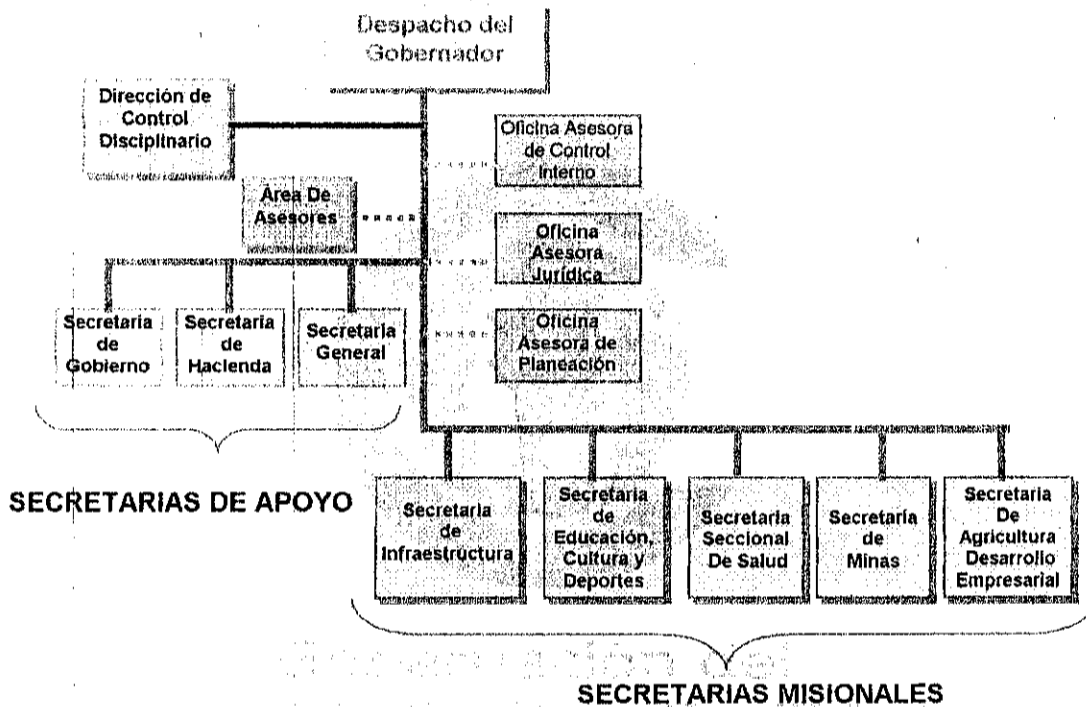 Despacho del
Gobernador
Dirección de
Control
Disciplinario
Oficina Asesora
de Control
Interno
Área De
Asesores
Oficina
Asesora
Jurídica
Secretaria
de
Gobierno
Secretaria
de
Hacienda
Secretaria
General
Oficina
Asesora de
Planeación
SECRETARIAS DE APOYO
Secretaria
de
Infraestructura
Secretaria
de
Educación,
Cultura y
Deportes
Secretaria
Seccional
De Salud
Secretaria
de
Minas
Secretaria
De
Agricultura
Desarrollo
Empresarial
SECRETARIAS MISIONALES